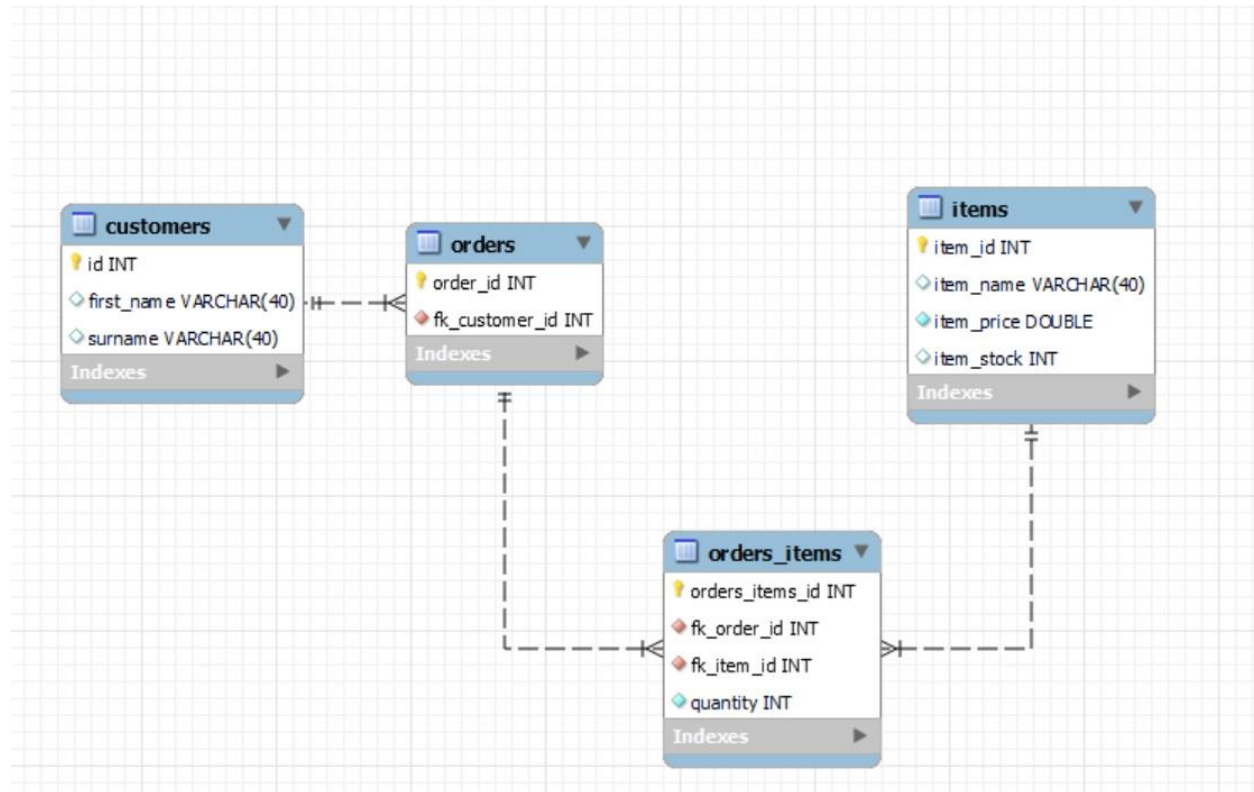 customers
id INT
first_name VARCHAR(40)
surname VARCHAR(40)
Indexes
orders
order_id INT
fk_customer_id INT
Indexes
items
item_id INT
item_name VARCHAR(40)
item_price DOUBLE
item_stock INT
Indexes
orders_items
orders_items_id INT
fk_order_id INT
fk_item_id INT
quantity INT
Indexes